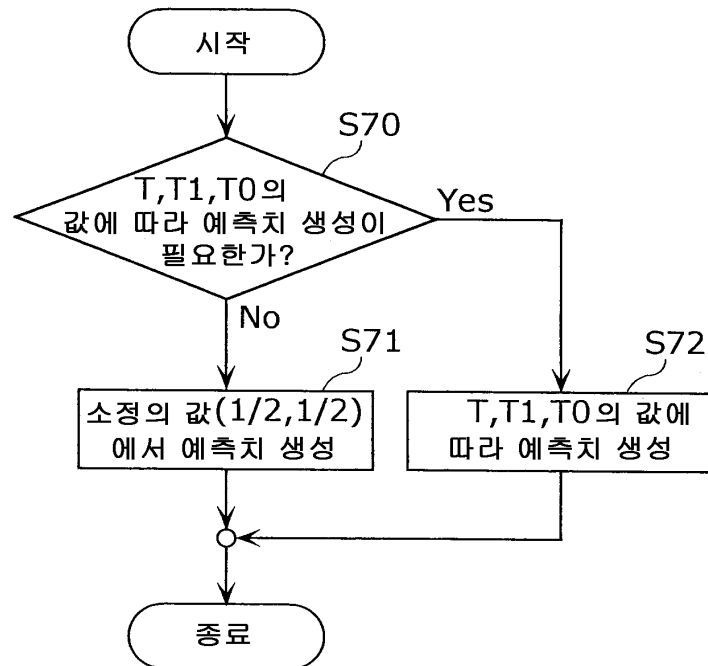 시작
S70
T,T1,T0의
값에 따라 예측치 생성이
필요한가?
Yes
No
S71
소정의 값(1/2,1/2)
에서 예측치 생성
S72
T,T1,T0의 값에
따라 예측치 생성
종료